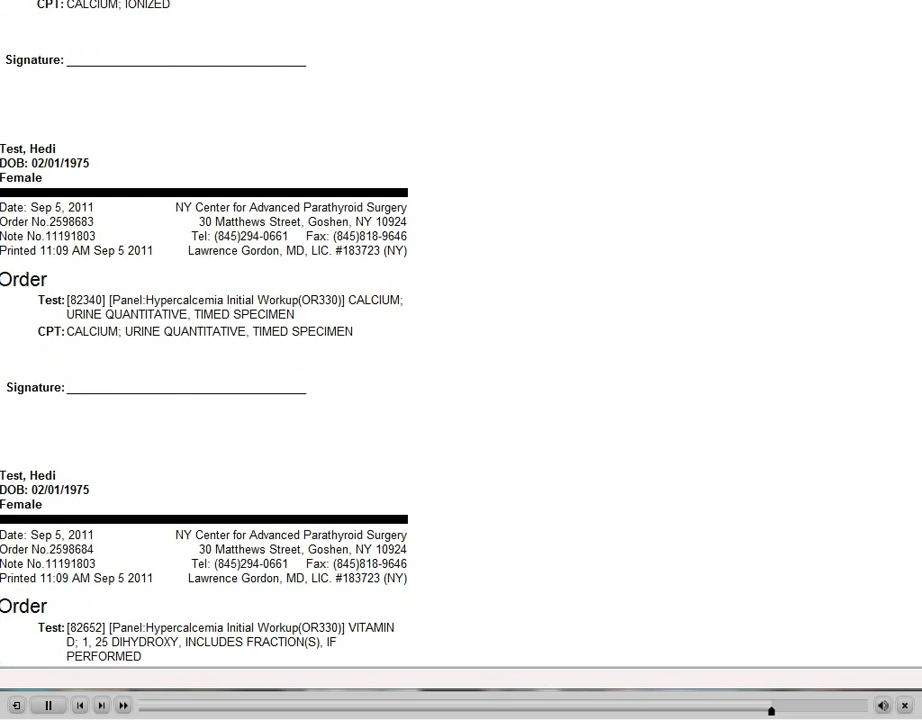 CPT: CALCIUM; IONIZED
Signature:
Test, Hedi
DOB: 02/01/1975
Female
Date: Sep 5, 2011 NY Center for Advanced Parathyroid Surgery
Order No.2598683 30 Matthews Street, Goshen, NY 10924
Note No.11191803 Tel: (845)294-0661 Fax: (845)818-9646
Printed 11:09 AM Sep 5 2011 Lawrence Gordon, MD, LIC. #183723 (NY)
Order
Test: [82340] [Panel:Hypercalcemia Initial Workup(OR330)] CALCIUM;
URINE QUANTITATIVE, TIMED SPECIMEN
CPT: CALCIUM; URINE QUANTITATIVE, TIMED SPECIMEN
Signature:
Test, Hedi
DOB: 02/01/1975
Female
Date: Sep 5, 2011 NY Center for Advanced Parathyroid Surgery
Order No.2598684 30 Matthews Street, Goshen, NY 10924
Note No.11191803 Tel: (845)294-0661 Fax: (845)818-9646
Printed 11:09 AM Sep 5 2011 Lawrence Gordon, MD, LIC. #183723 (NY)
Order
Test: [82652] [Panel:Hypercalcemia Initial Workup(OR330)] VITAMIN
D; 1, 25 DIHYDROXY, INCLUDES FRACTION(S), IF
PERFORMED